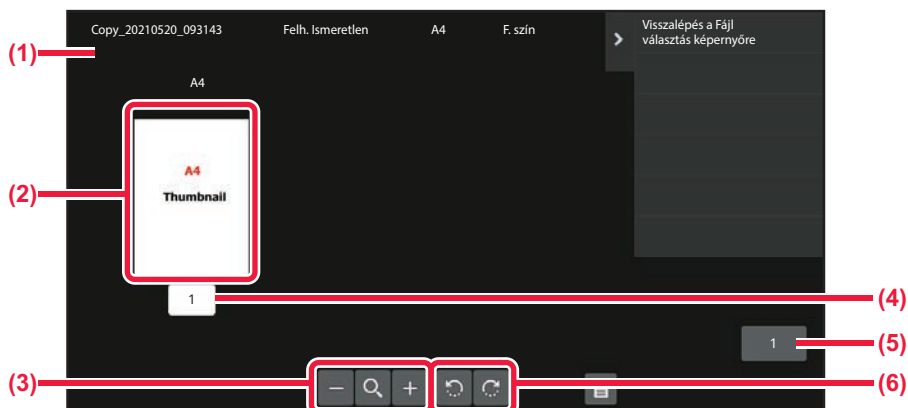 Copy_20210520_093143 Felh. Ismeretlen A4 F. szín
Visszalépés a Fájl
választás képernyőre
(1)
A4
A4
Thumbnail
(2)
1
(4)
1
(5)
(3)
(6)